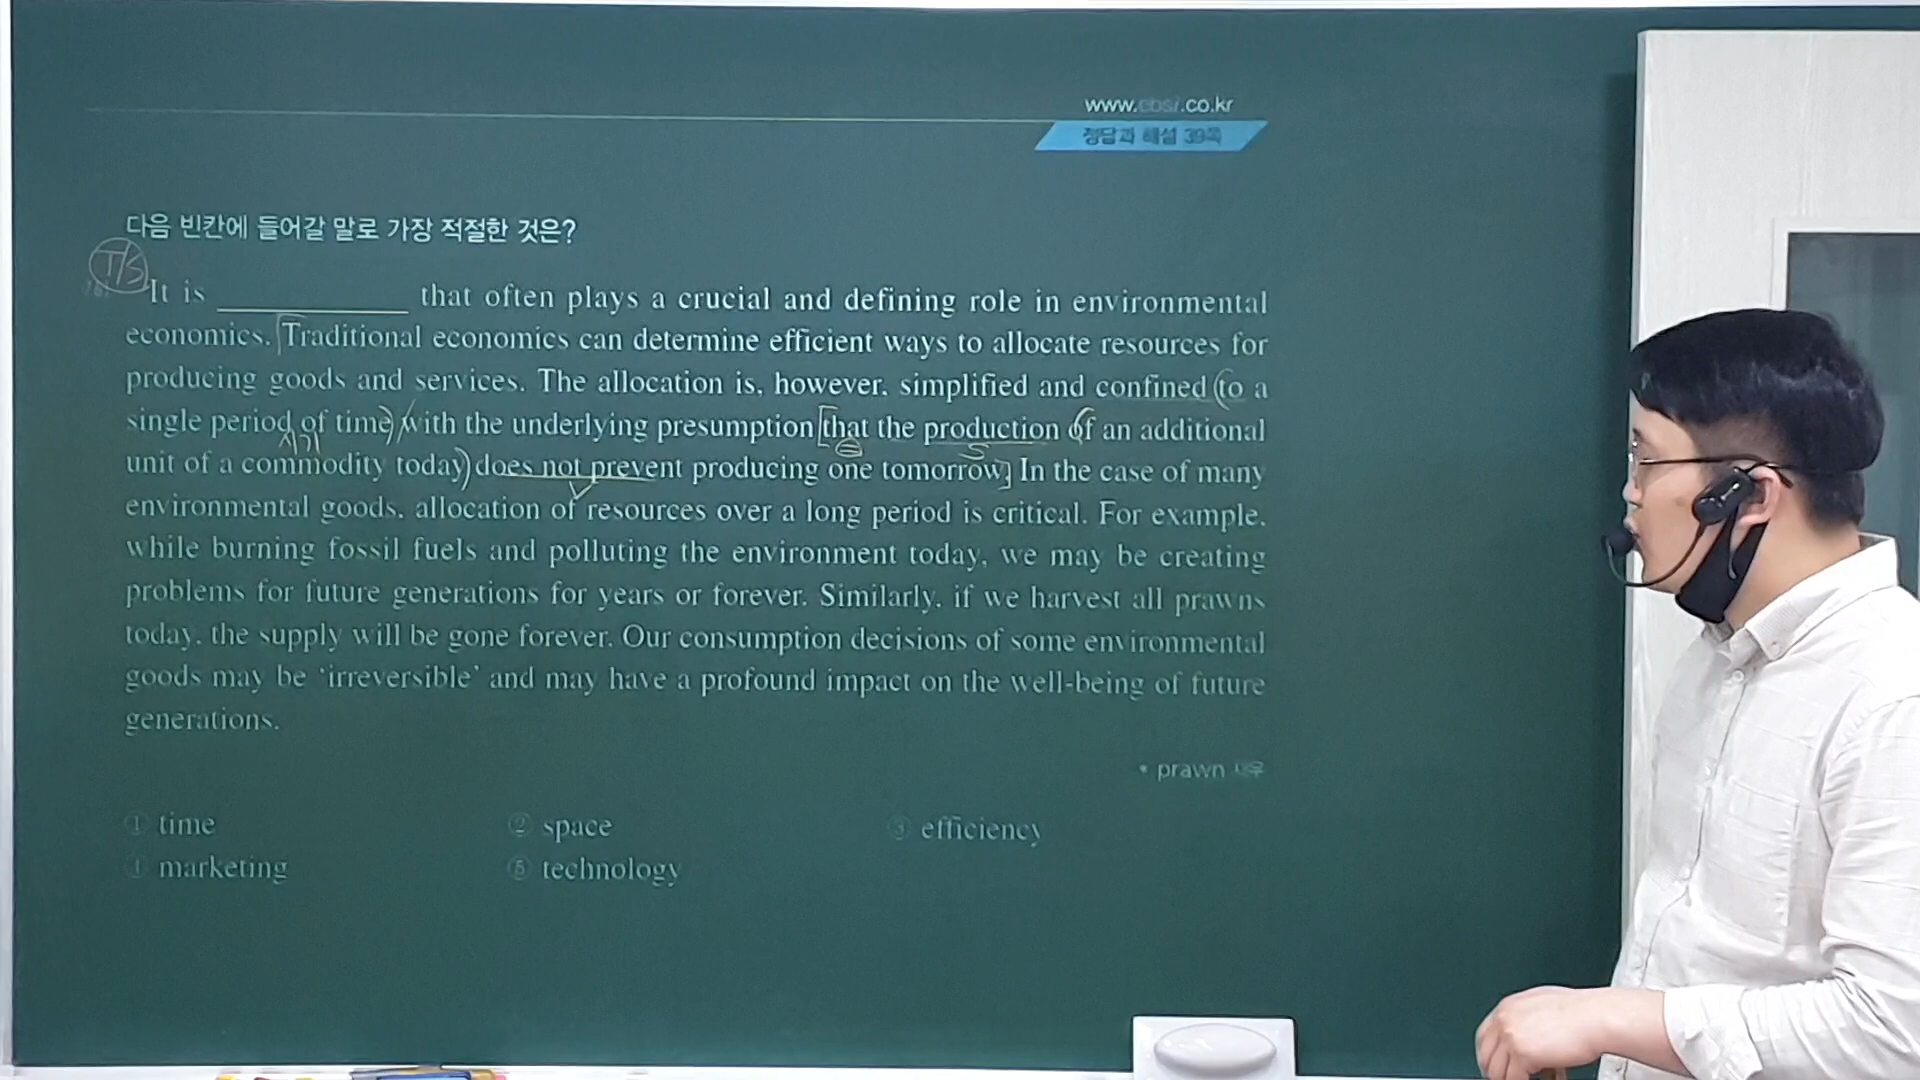 www.ebsi.co.kr
정답과 해설 39쪽
다음 빈칸에 들어갈 말로 가장 적절한 것은?
T/S
It is ____________ that often plays a crucial and defining role in environmental
economics. Traditional economics can determine efficient ways to allocate resources for
producing goods and services. The allocation is, however, simplified and confined to a
single period of time with the underlying presumption that the production of an additional
시기
unit of a commodity today does not prevent producing one tomorrow. In the case of many
S
V
environmental goods, allocation of resources over a long period is critical. For example,
while burning fossil fuels and polluting the environment today, we may be creating
problems for future generations for years or forever. Similarly, if we harvest all prawns
today, the supply will be gone forever. Our consumption decisions of some environmental
goods may be ‘irreversible’ and may have a profound impact on the well-being of future
generations.
* prawn 새우
① time
② space
③ efficiency
④ marketing
⑤ technology